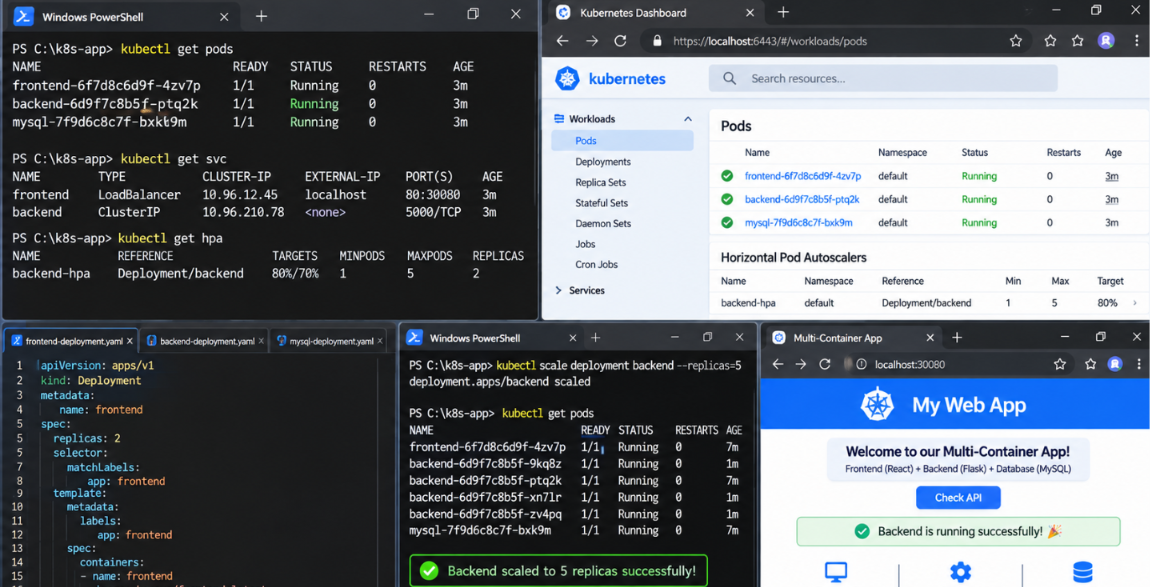 Windows PowerShell
PS C:\k8s-app> kubectl get pods
NAME READY STATUS RESTARTS AGE
frontend-6f7d8c6d9f-4zv7p 1/1 Running 0 3m
backend-6d9f7c8b5f-ptq2k 1/1 Running 0 3m
mysql-7f9d6c8c7f-bxkt9m 1/1 Running 0 3m
PS C:\k8s-app> kubectl get svc
NAME TYPE CLUSTER-IP EXTERNAL-IP PORT(S) AGE
frontend LoadBalancer 10.96.12.45 localhost 80:30080 3m
backend ClusterIP 10.96.210.78 <none> 5000/TCP 3m
PS C:\k8s-app> kubectl get hpa
NAME REFERENCE TARGETS MINPODS MAXPODS REPLICAS
backend-hpa Deployment/backend 80%/70% 1 5 2
Kubernetes Dashboard
https://localhost:6443/#/workloads/pods
R
kubernetes
Search resources...
Workloads
Pods
Deployments
Replica Sets
Stateful Sets
Daemon Sets
Jobs
Cron Jobs
Services
Pods
Name Namespace Status Restarts Age
frontend-6f7d8c6d9f-4zv7p default Running 0 3m
backend-6d9f7c8b5f-ptq2k default Running 0 3m
mysql-7f9d6c8c7f-bxk9m default Running 0 3m
Horizontal Pod Autoscalers
Name Namespace Reference Min Max Target
backend-hpa default Deployment/backend 1 5 80%
frontend-deployment.yaml backend-deployment.yaml mysql-deployment.yaml
1 apiVersion: apps/v1
2 kind: Deployment
3 metadata:
4 name: frontend
5 spec:
5 replicas: 2
5 selector:
7 matchLabels:
8 app: frontend
9 template:
10 metadata:
11 labels:
12 app: frontend
13 spec:
14 containers:
15 - name: frontend
Windows PowerShell
PS C:\k8s-app> kubectl scale deployment backend --replicas=5
deployment.apps/backend scaled
PS C:\k8s-app> kubectl get pods
NAME READY STATUS RESTARTS AGE
frontend-6f7d8c6d9f-4zv7p 1/1 Running 0 7m
backend-6d9f7c8b5f-9kq8z 1/1 Running 0 1m
backend-6d9f7c8b5f-ptq2k 1/1 Running 0 7m
backend-6d9f7c8b5f-xn7lr 1/1 Running 0 1m
backend-6d9f7c8b5f-zv4pq 1/1 Running 0 1m
mysql-7f9d6c8c7f-bxk9m 1/1 Running 0 7m
Backend scaled to 5 replicas successfully!
Multi-Container App
localhost:30080
R
My Web App
Welcome to our Multi-Container App!
Frontend (React) + Backend (Flask) + Database (MySQL)
Check API
Backend is running successfully! 🎉